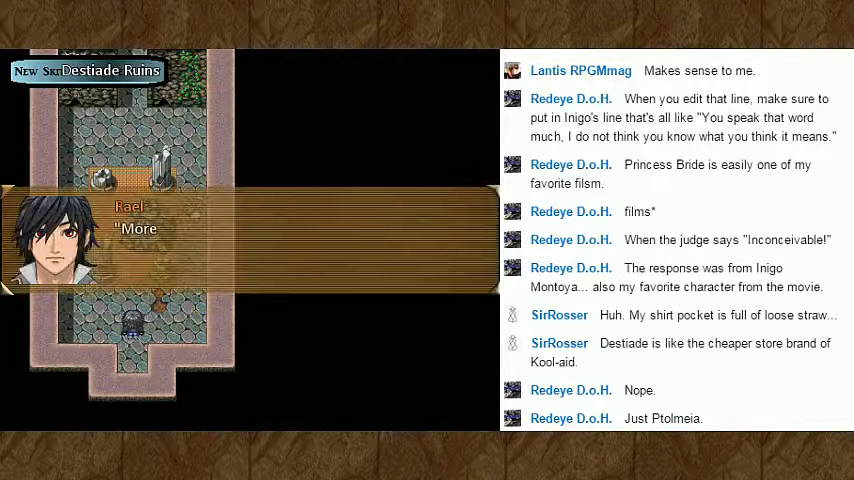 New Ski
Destiade Ruins
Rael
"More
Lantis RPGMmag Makes sense to me.
Redeye D.o.H. When you edit that line, make sure to
put in Inigo's line that's all like "You speak that word
much, I do not think you know what you think it means."
Redeye D.o.H. Princess Bride is easily one of my
favorite filsm.
Redeye D.o.H. films*
Redeye D.o.H. When the judge says "Inconceivable!"
Redeye D.o.H. The response was from Inigo
Montoya... also my favorite character from the movie.
SirRosser Huh. My shirt pocket is full of loose straw...
SirRosser Destiade is like the cheaper store brand of
Kool-aid.
Redeye D.o.H. Nope.
Redeye D.o.H. Just Ptolmeia.